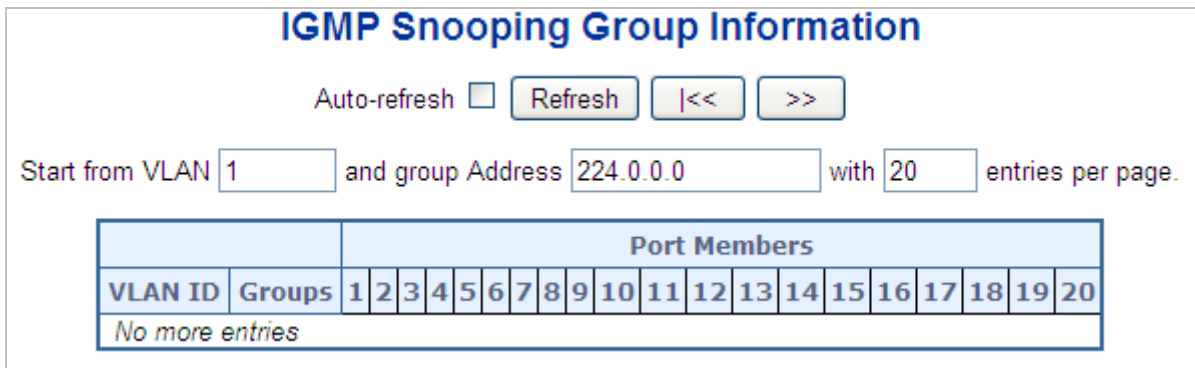 IGMP Snooping Group Information
Auto-refresh Refresh |<< >>
Start from VLAN 1 and group Address 224.0.0.0 with 20 entries per page.
Port Members
VLAN ID Groups 1 2 3 4 5 6 7 8 9 10 11 12 13 14 15 16 17 18 19 20
No more entries